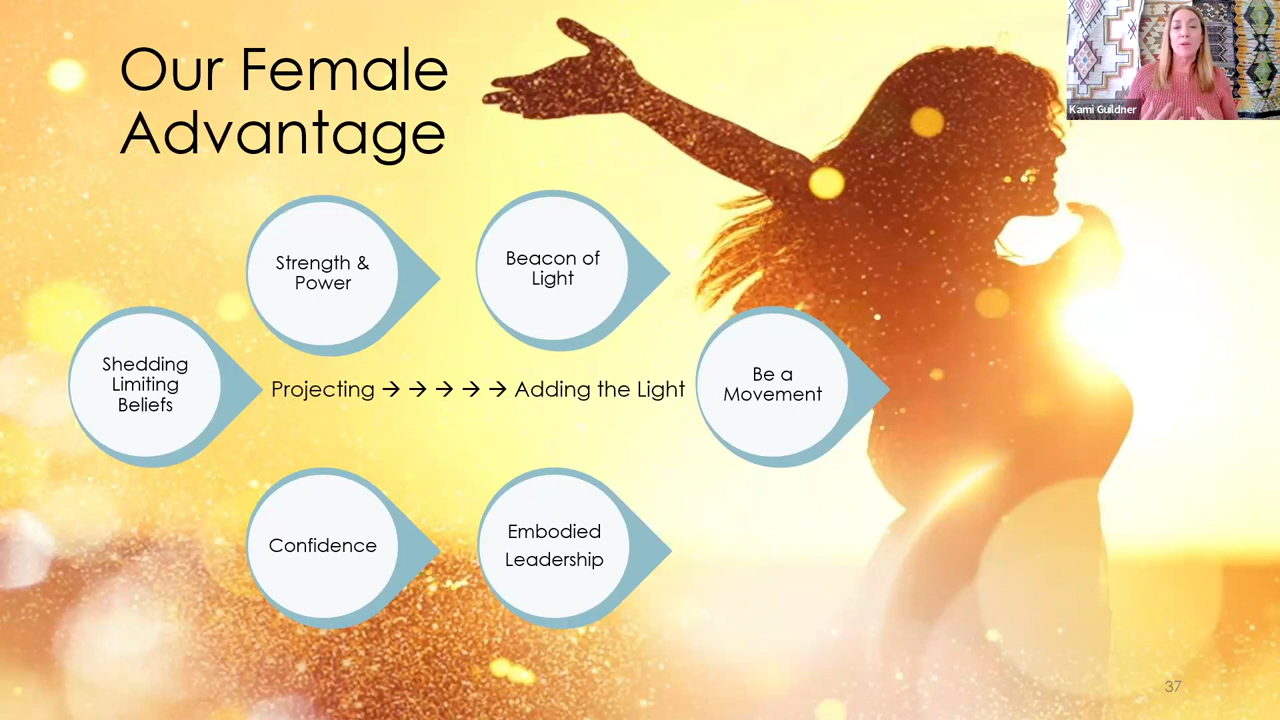 Our Female
Advantage
Kami Guildner
Strength &
Power
Beacon of
Light
Shedding
Limiting
Beliefs
Projecting → → → → → Adding the Light
Be a
Movement
Confidence
Embodied
Leadership
37